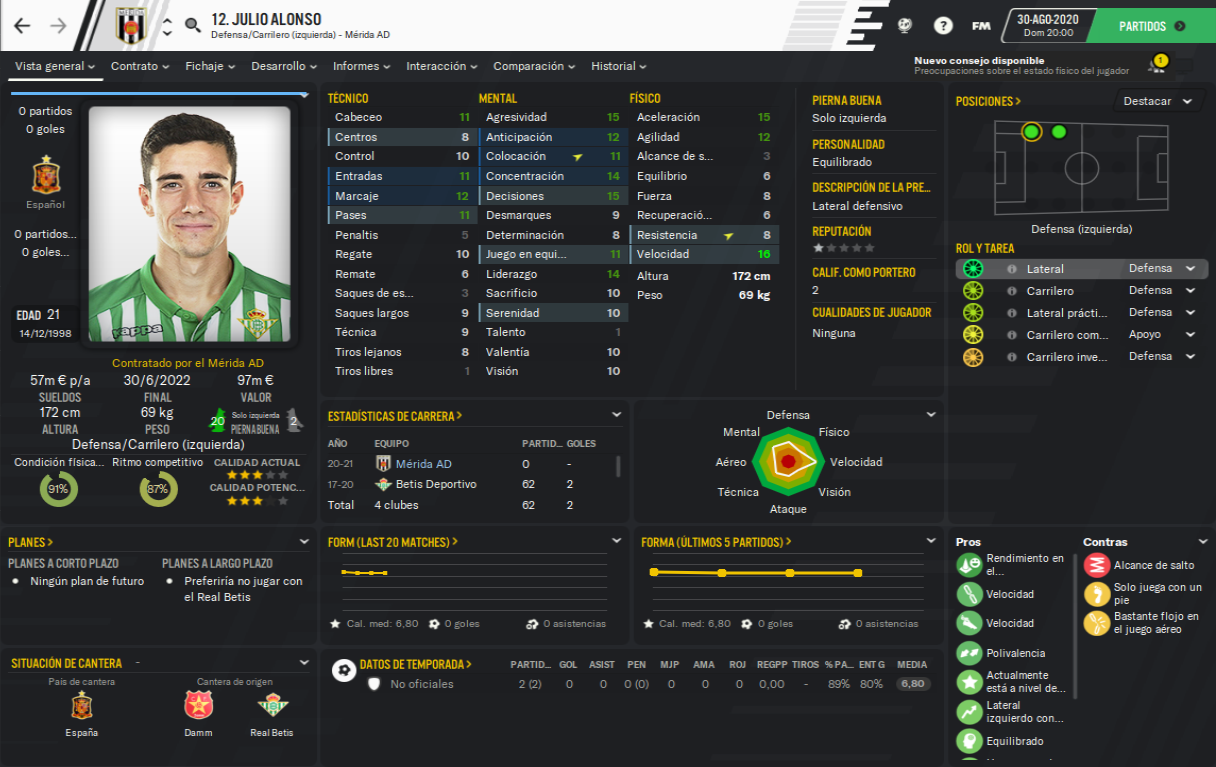 12. JULIO ALONSO
Defensa/Carrilero (izquierda) - Mérida AD
?
FM
30-AGO-2020
Dom 20:00
PARTIDOS
Vista general
Contrato
Fichaje
Desarrollo
Informes
Interacción
Comparación
Historial
Nuevo consejo disponible
Preocupaciones sobre el estado físico del jugador
1
0 partidos
0 goles
Español
0 partidos...
0 goles...
EDAD 21
14/12/1998
kappa
Contratado por el Mérida AD
57m € p/a
SUELDOS
30/6/2022
FINAL
97m €
VALOR
172 cm
ALTURA
69 kg
PESO
20
Solo izquierda
PIERNA BUENA
2
Defensa/Carrilero (izquierda)
Condición física...
91%
Ritmo competitivo
87%
CALIDAD ACTUAL
CALIDAD POTENC...
TÉCNICO
Cabeceo 11
Centros 8
Control 10
Entradas 11
Marcaje 12
Pases 11
Penaltis 5
Regate 10
Remate 6
Saques de es... 3
Saques largos 9
Técnica 9
Tiros lejanos 8
Tiros libres 1
MENTAL
Agresividad 15
Anticipación 12
Colocación 11
Concentración 14
Decisiones 15
Desmarques 9
Determinación 8
Juego en equi... 11
Liderazgo 14
Sacrificio 10
Serenidad 10
Talento 1
Valentía 10
Visión 10
FÍSICO
Aceleración 15
Agilidad 12
Alcance de s... 3
Equilibrio 6
Fuerza 8
Recuperació... 6
Resistencia 8
Velocidad 16
Altura 172 cm
Peso 69 kg
PIERNA BUENA
Solo izquierda
PERSONALIDAD
Equilibrado
DESCRIPCIÓN DE LA PRE...
Lateral defensivo
REPUTACIÓN
CALIF. COMO PORTERO
2
CUALIDADES DE JUGADOR
Ninguna
POSICIONES
Destacar
Defensa (izquierda)
ROL Y TAREA
Lateral Defensa
Carrilero Defensa
Lateral prácti... Defensa
Carrilero com... Apoyo
Carrilero inve... Defensa
ESTADÍSTICAS DE CARRERA
AÑO EQUIPO PARTID... GOLES
20-21 Mérida AD 0 -
17-20 Betis Deportivo 62 2
Total 4 clubes 62 2
Defensa
Mental
Físico
Aéreo
Velocidad
Técnica
Visión
Ataque
PLANES
PLANES A CORTO PLAZO
Ningún plan de futuro
PLANES A LARGO PLAZO
Preferiría no jugar con
el Real Betis
FORM (LAST 20 MATCHES)
Cal. med: 6,80 0 goles 0 asistencias
FORMA (ÚLTIMOS 5 PARTIDOS)
Cal. med: 6,80 0 goles 0 asistencias
Pros
Rendimiento en
el...
Velocidad
Velocidad
Polivalencia
Actualmente
está a nivel de...
Lateral
izquierdo con...
Equilibrado
Contras
Alcance de salto
Solo juega con un
pie
Bastante flojo en
el juego aéreo
SITUACIÓN DE CANTERA -
País de cantera
España
Cantera de origen
Damm
Real Betis
DATOS DE TEMPORADA
PARTID... GOL ASIST PEN MJP AMA ROJ REGPP TIROS % PA... ENT G MEDIA
No oficiales 2 (2) 0 0 0 (0) 0 0 0 0,00 - 89% 80% 6,80